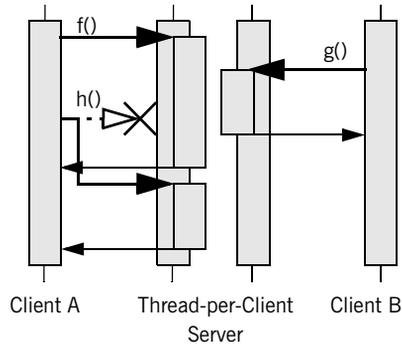 f()
g()
h()
Client A
Thread-per-Client
Server
Client B